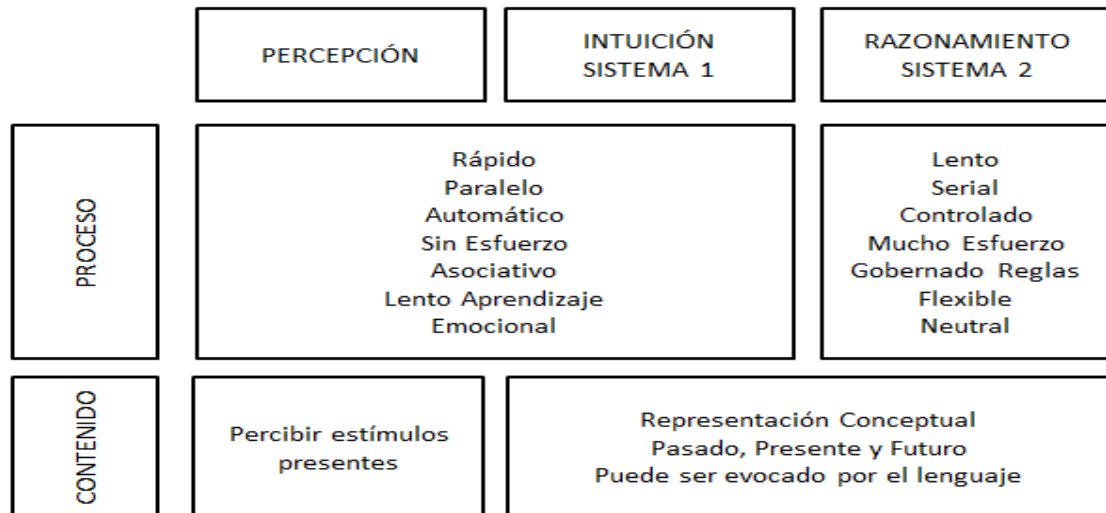 PERCEPCIÓN
INTUICIÓN
SISTEMA 1
RAZONAMIENTO
SISTEMA 2
PROCESO
Rápido
Paralelo
Automático
Sin Esfuerzo
Asociativo
Lento Aprendizaje
Emocional
Lento
Serial
Controlado
Mucho Esfuerzo
Gobernado Reglas
Flexible
Neutral
CONTENIDO
Percibir estímulos
presentes
Representación Conceptual
Pasado, Presente y Futuro
Puede ser evocado por el lenguaje